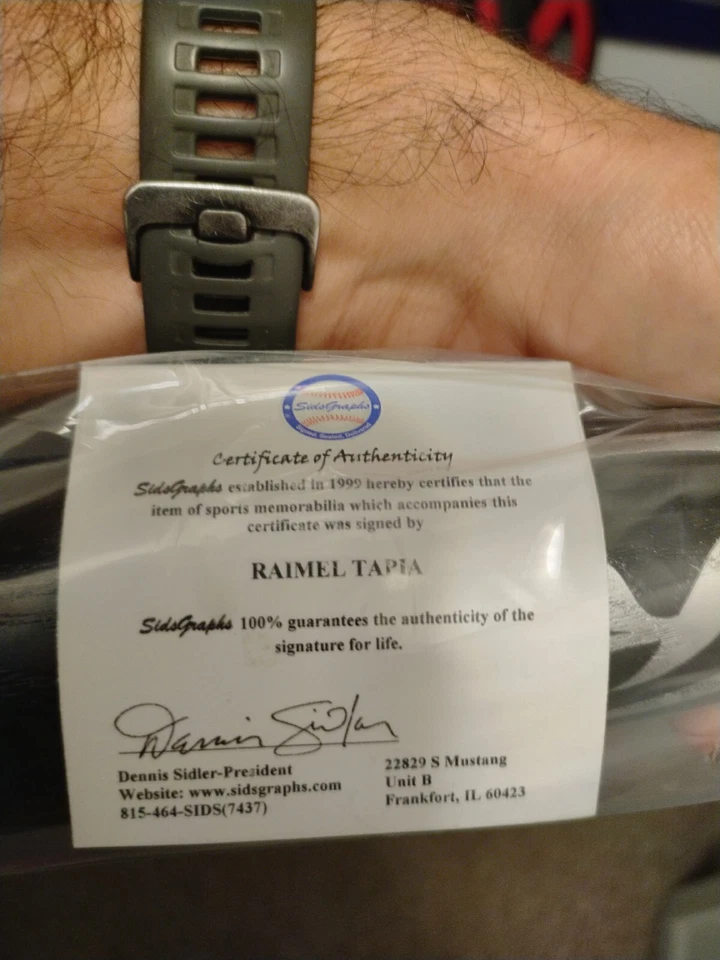 SidsGraphs
Certificate of Authenticity
SidsGraphs established in 1999 hereby certifies that the
item of sports memorabilia which accompanies this
certificate was signed by
RAIMEL TAPIA
SidsGraphs 100% guarantees the authenticity of the
signature for life.
Dennis Sidler
Dennis Sidler-President
Website: www.sidsgraphs.com
815-464-SIDS(7437)
22829 S Mustang
Unit B
Frankfort, IL 60423